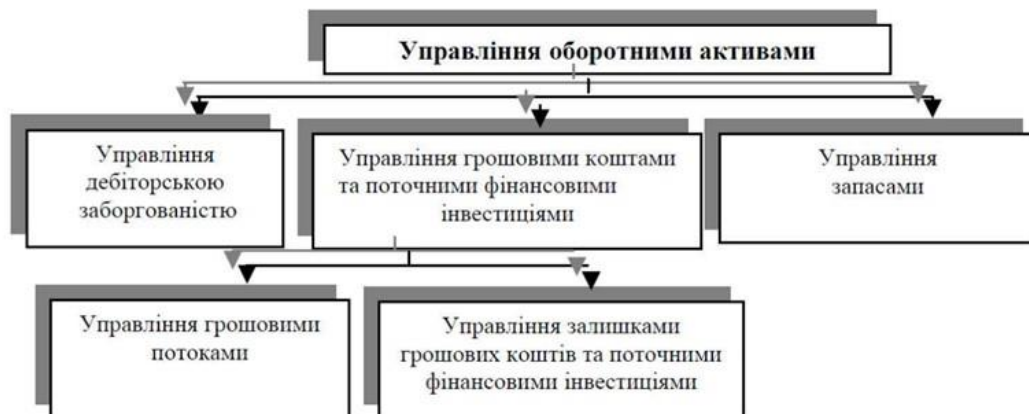 Управління оборотними активами
Управління
дебіторською
заборгованістю
Управління грошовими коштами
та поточними фінансовими
інвестиціями
Управління
запасами
Управління грошовими
потоками
Управління залишками
грошових коштів та поточними
фінансовими інвестиціями